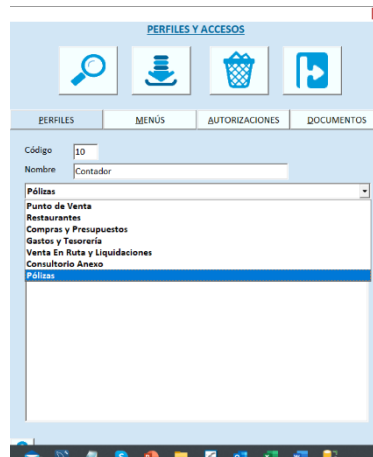 PERFILES Y ACCESOS
PERFILES
MENÚS
AUTORIZACIONES
DOCUMENTOS
Código 10
Nombre Contador
Pólizas
Punto de Venta
Restaurantes
Compras y Presupuestos
Gastos y Tesorería
Venta En Ruta y Liquidaciones
Consultorio Anexo
Pólizas